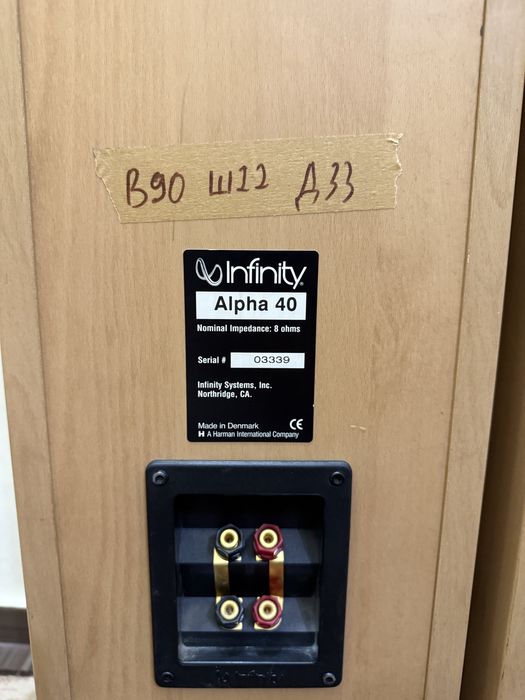 В90 Ш22 Д33
Infinity®
Alpha 40
Nominal Impedance: 8 ohms
Serial # 03339
Infinity Systems, Inc.
Northridge, CA.
Made in Denmark CE
H A Harman International Company
Infinity